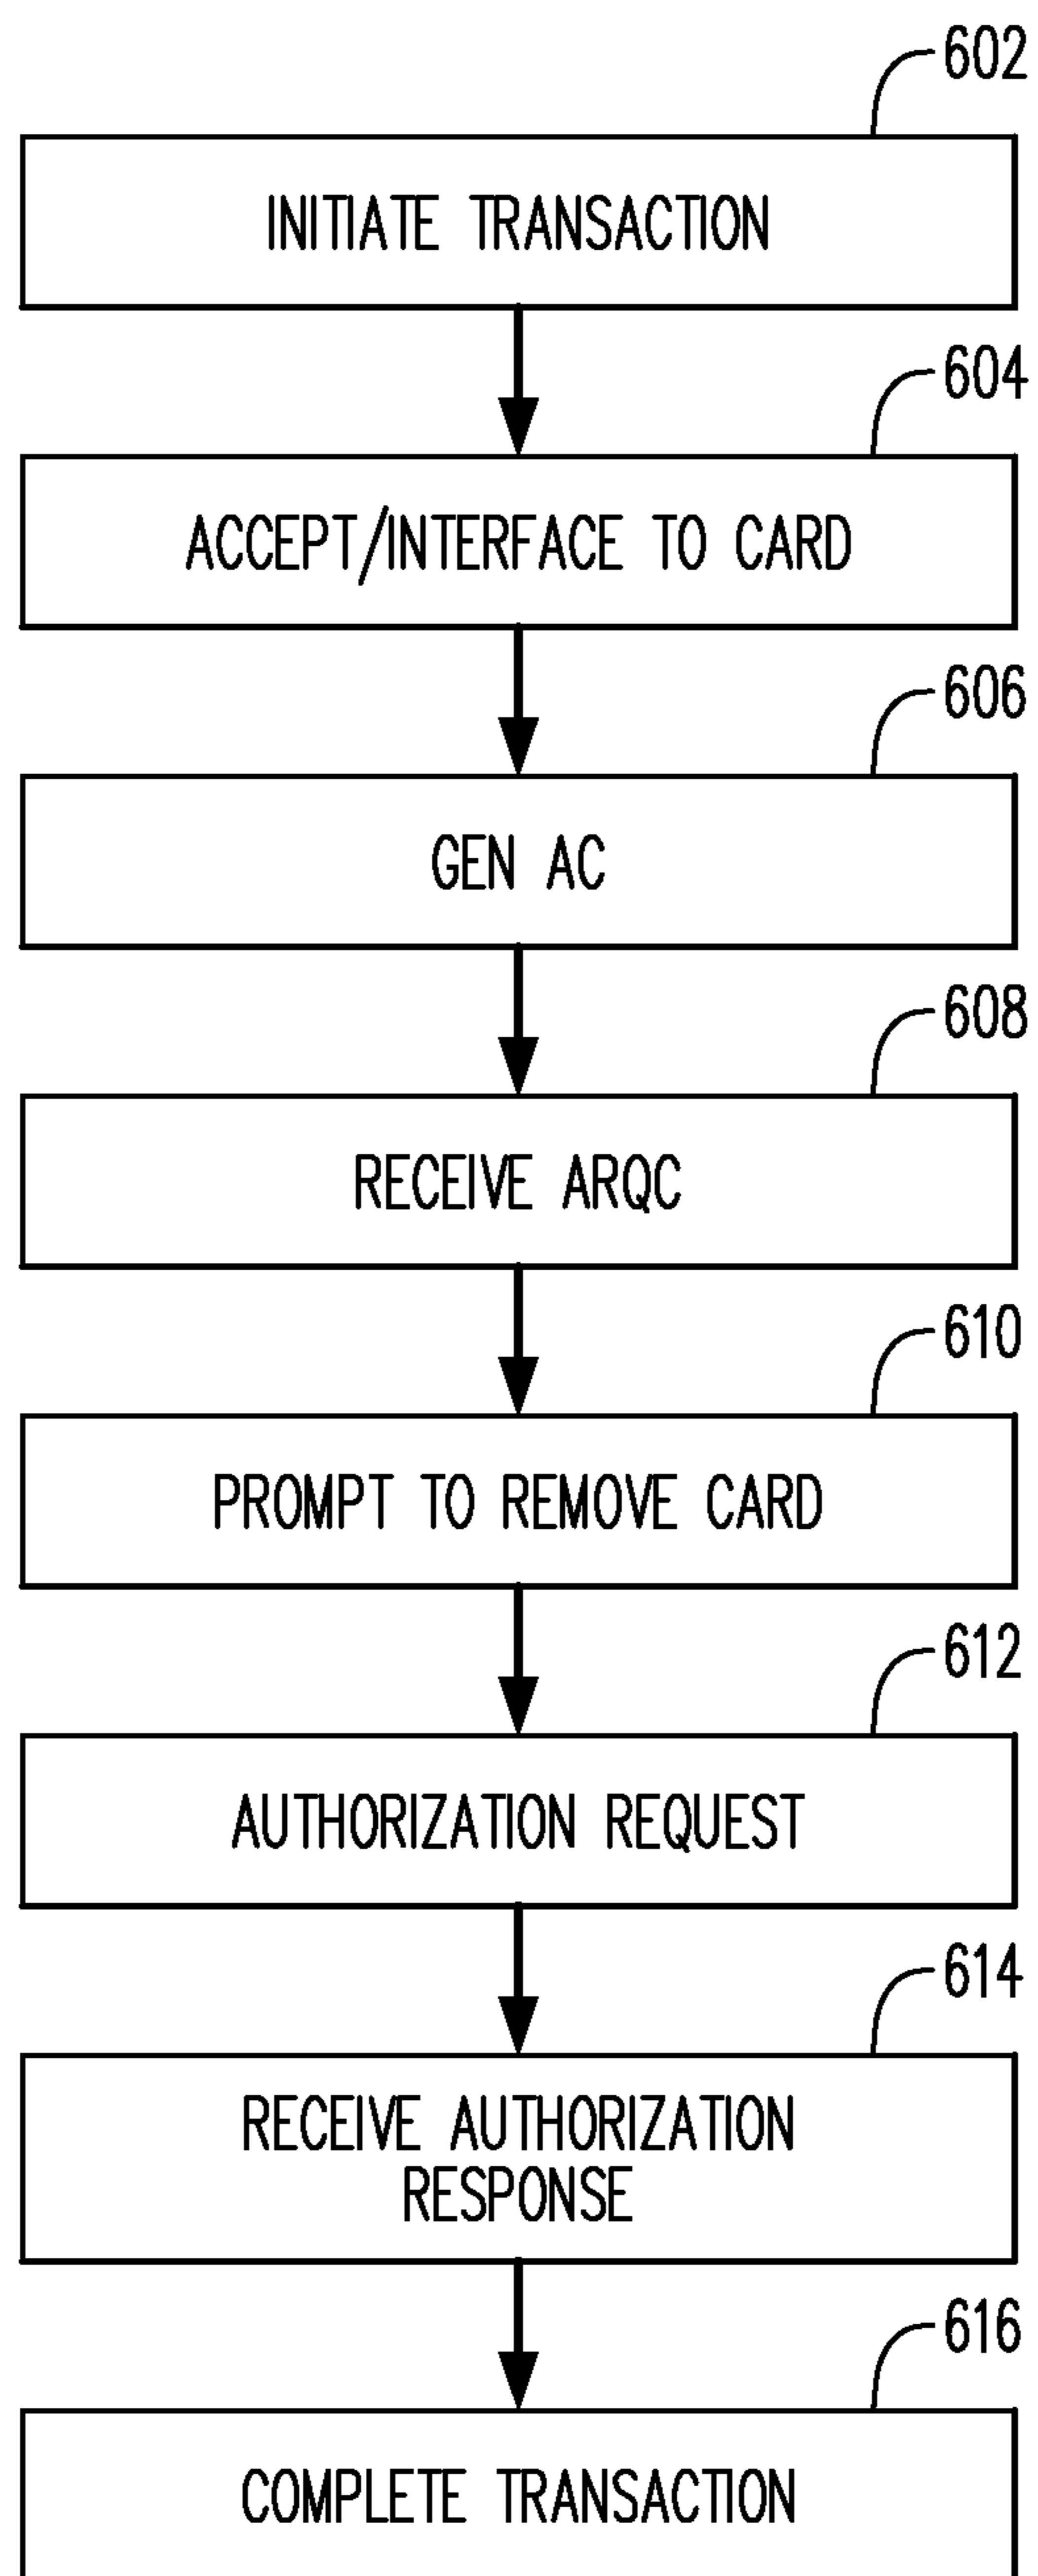 602
INITIATE TRANSACTION
604
ACCEPT/INTERFACE TO CARD
606
GEN AC
608
RECEIVE ARQC
610
PROMPT TO REMOVE CARD
612
AUTHORIZATION REQUEST
614
RECEIVE AUTHORIZATION
RESPONSE
616
COMPLETE TRANSACTION